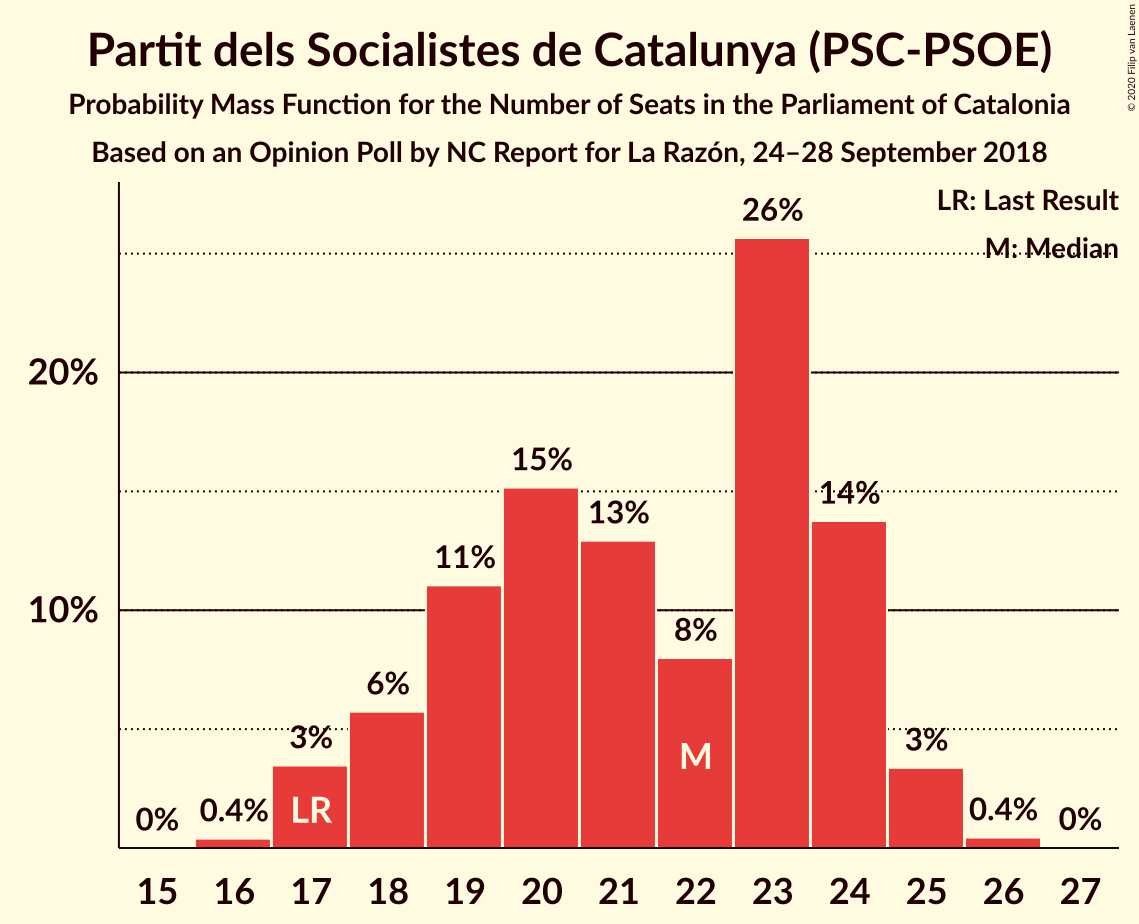 Partit dels Socialistes de Catalunya (PSC-PSOE)
Probability Mass Function for the Number of Seats in the Parliament of Catalonia
Based on an Opinion Poll by NC Report for La Razón, 24–28 September 2018
© 2020 Filip van Laenen
LR: Last Result
M: Median
20%
10%
0%
0.4%
3%
6%
11%
15%
13%
8%
26%
14%
3%
0.4%
0%
LR
M
15 16 17 18 19 20 21 22 23 24 25 26 27